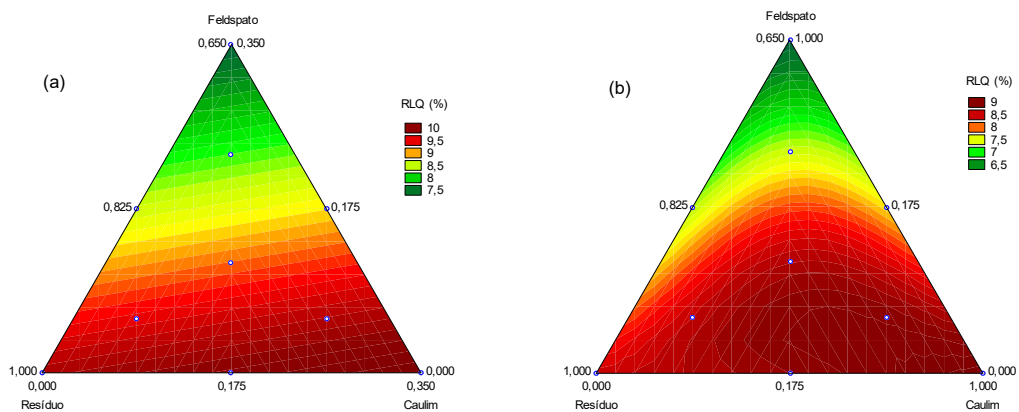 Feldspato
0,650 0,350
(a)
RLQ (%)
10
9,5
9
8,5
8
7,5
0,825
0,175
1,000
0,000
0,000
0,175
0,350
Resíduo
Caulim
Feldspato
0,650 1,000
(b)
RLQ (%)
9
8,5
8
7,5
7
6,5
0,825
0,175
1,000
0,000
0,000
0,175
1,000
Resíduo
Caulim